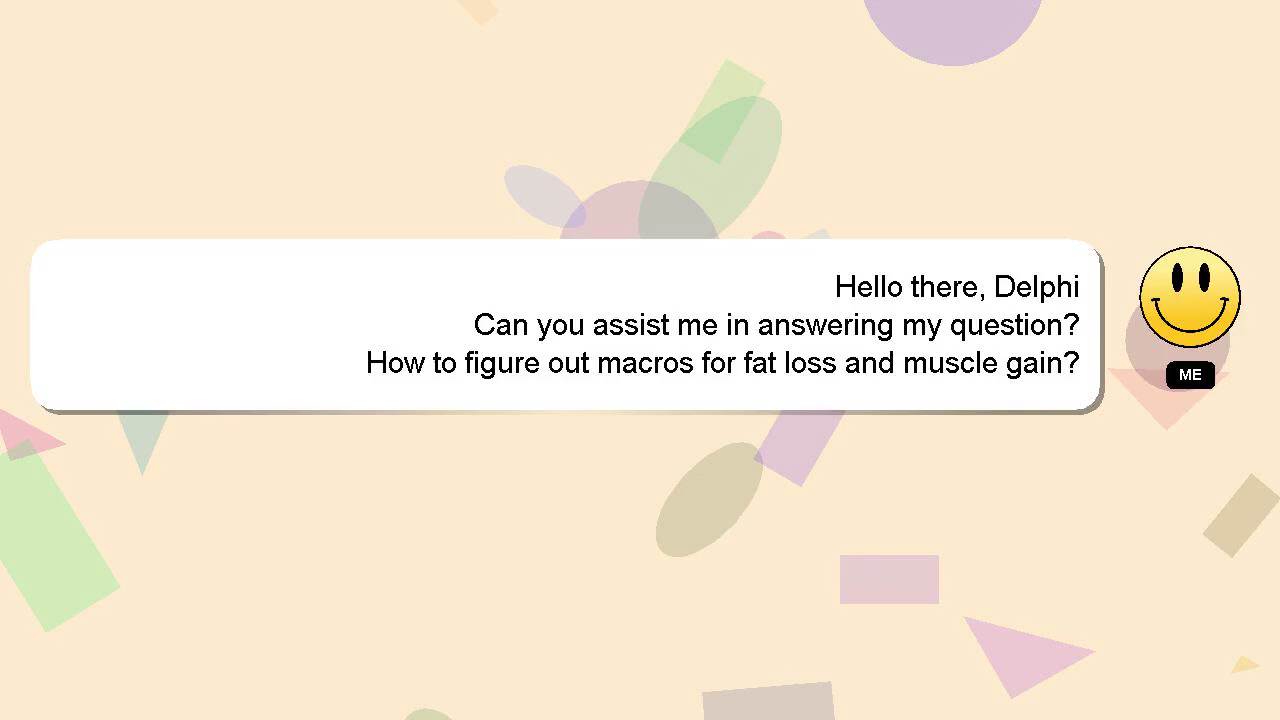 Hello there, Delphi
Can you assist me in answering my question?
How to figure out macros for fat loss and muscle gain?
ME